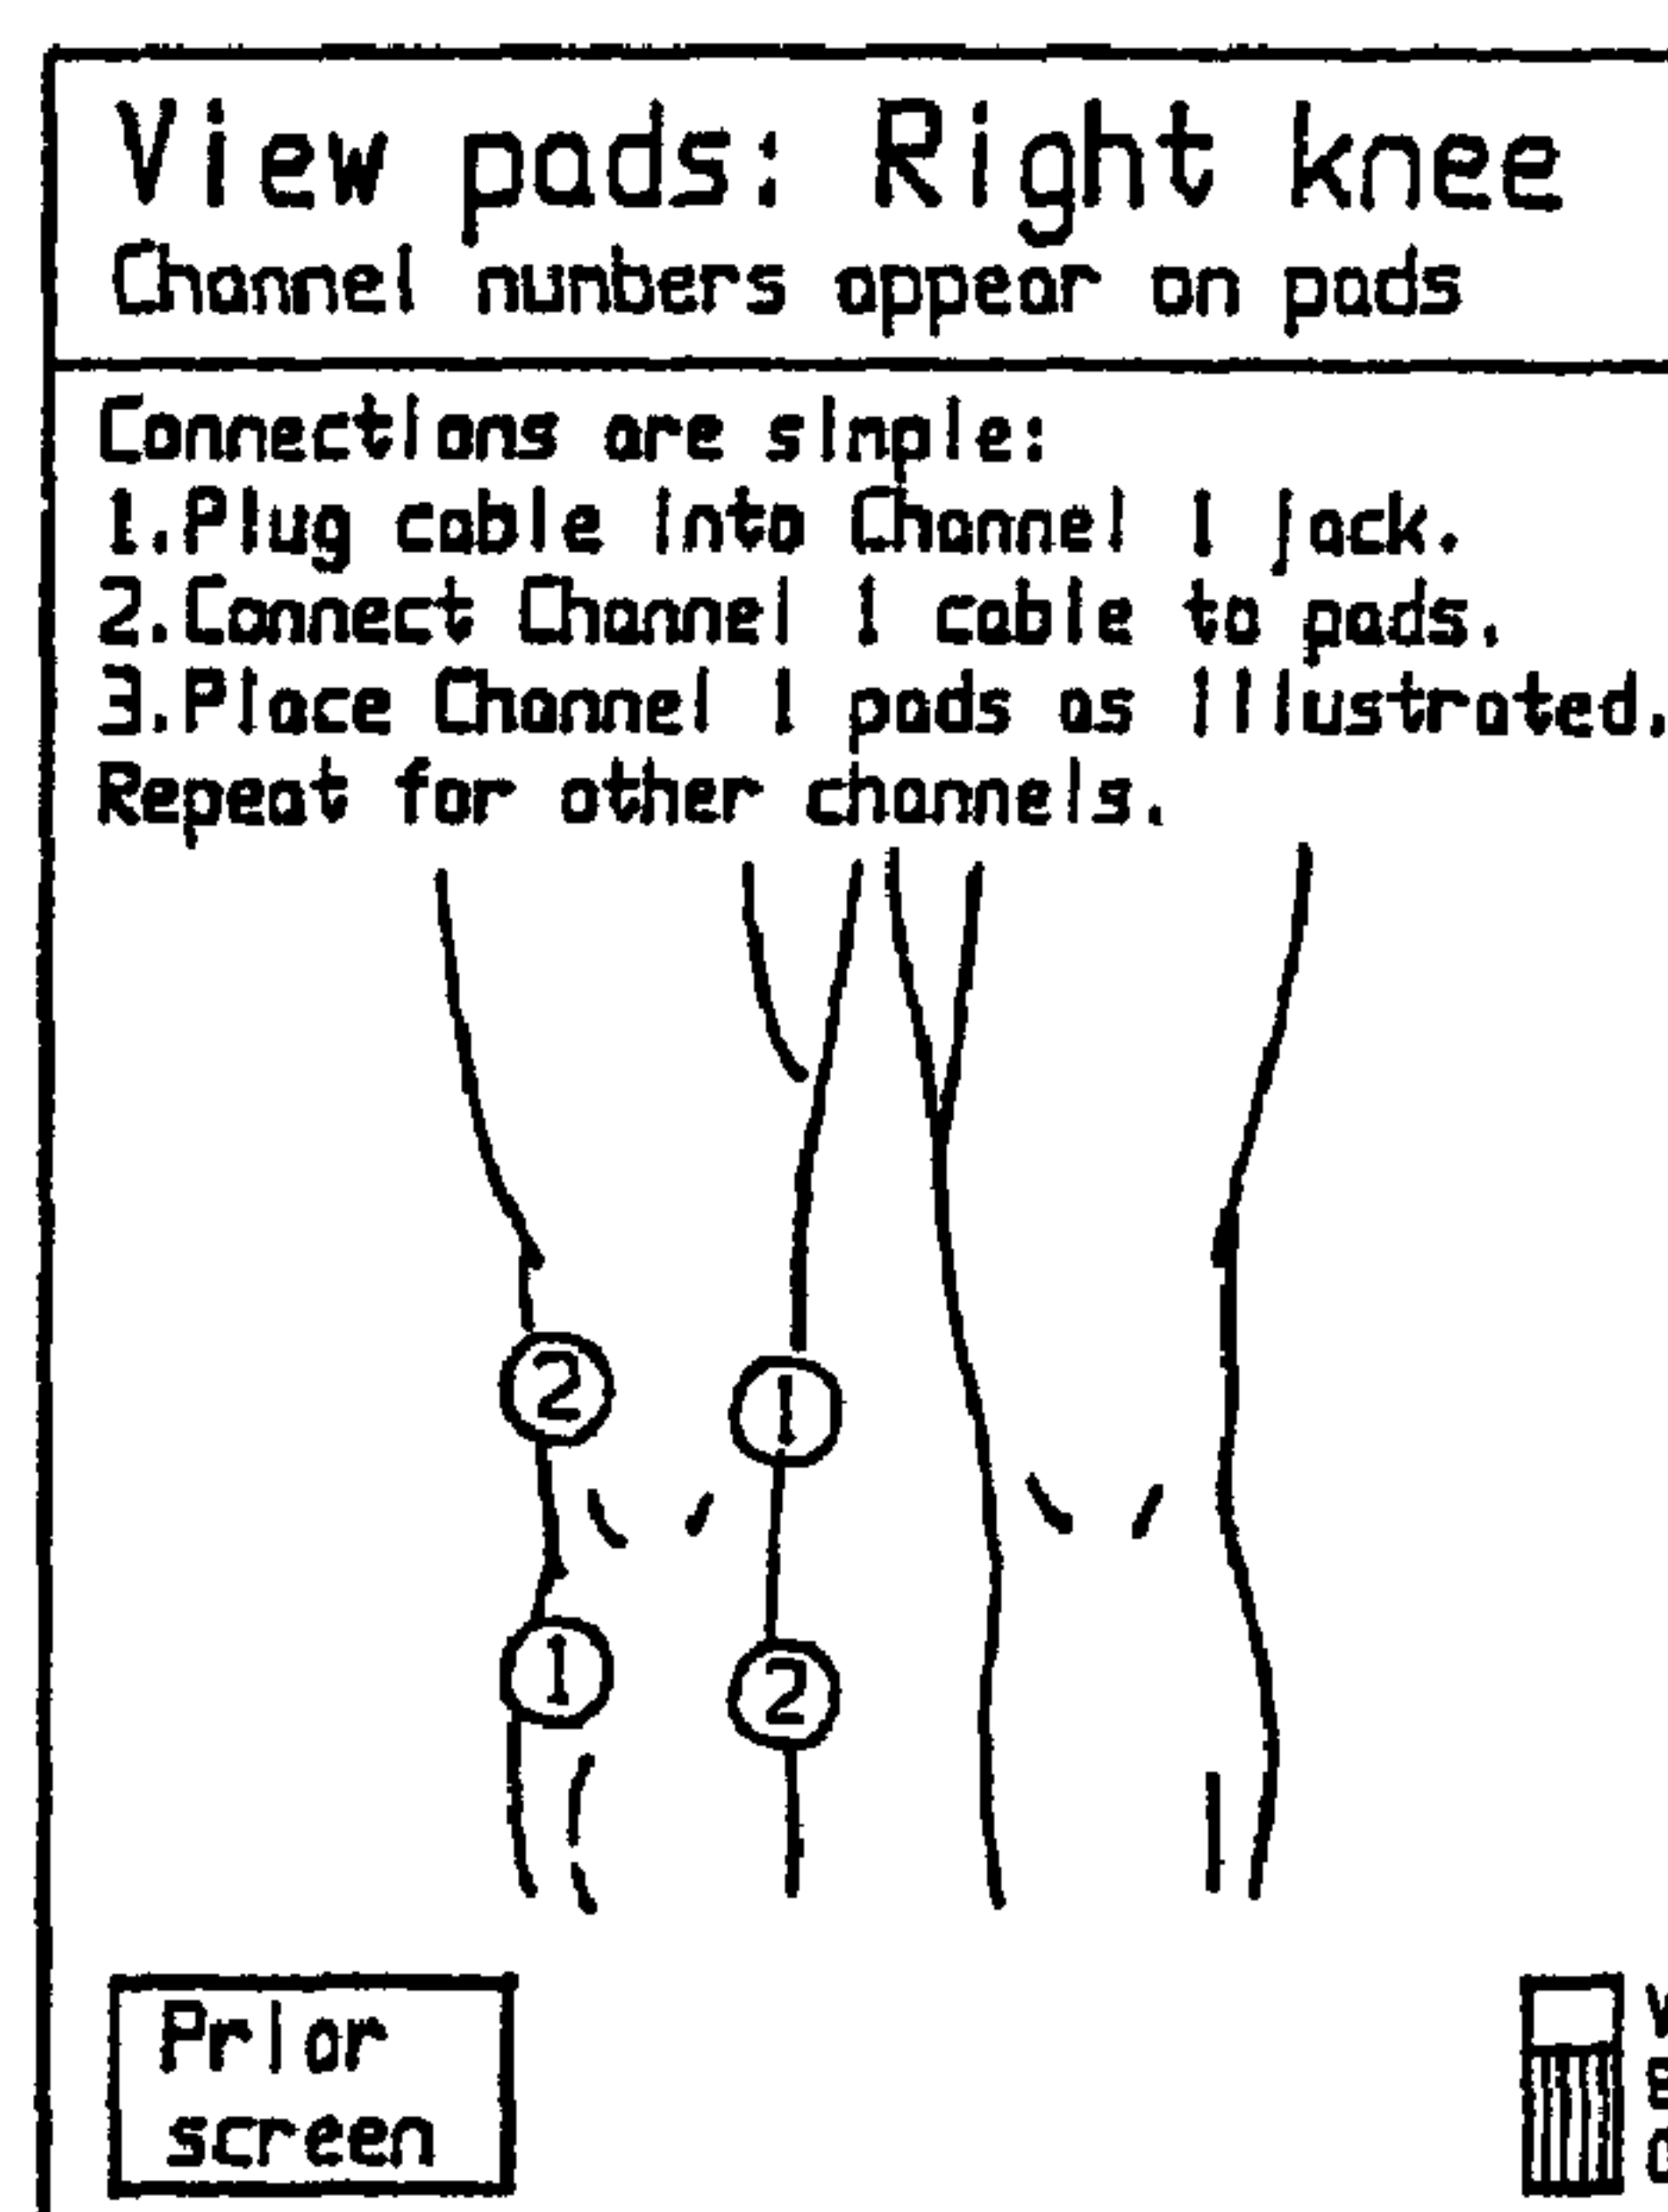 View pads: Right knee
Channel numbers appear on pads
Connections are simple:
1.Plug cable into Channel 1 jack.
2.Connect Channel 1 cable to pads.
3.Place Channel 1 pads as illustrated.
Repeat for other channels.
2
1
1
2
Prior
screen